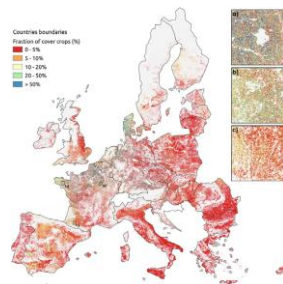 Countries boundaries
Fraction of cover crops (%)
0 - 5%
5 - 10%
10 - 20%
20 - 50%
> 50%
a)
b)
c)